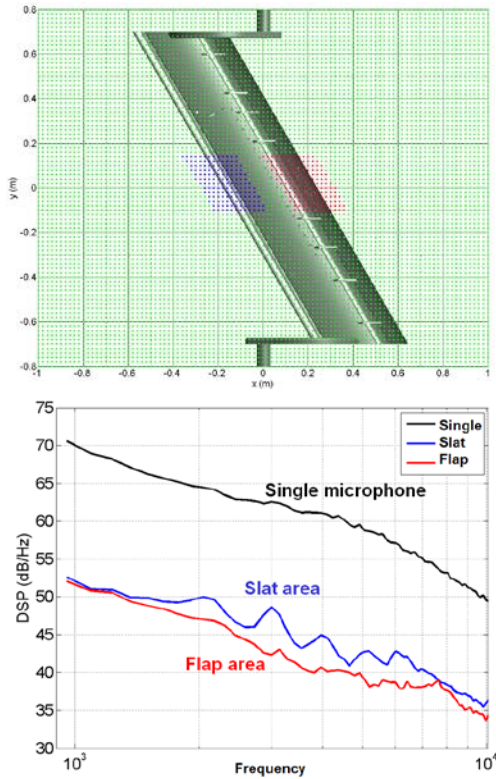 0.8
0.6
0.4
0.2
0
-0.2
-0.4
-0.6
-0.8
y (m)
-1 -0.8 -0.6 -0.4 -0.2 0 0.2 0.4 0.6 0.8 1
x (m)
75
70
65
60
55
50
45
40
35
30
DSP (dB/Hz)
Single
Slat
Flap
Single microphone
Slat area
Flap area
10³ 10⁴
Frequency